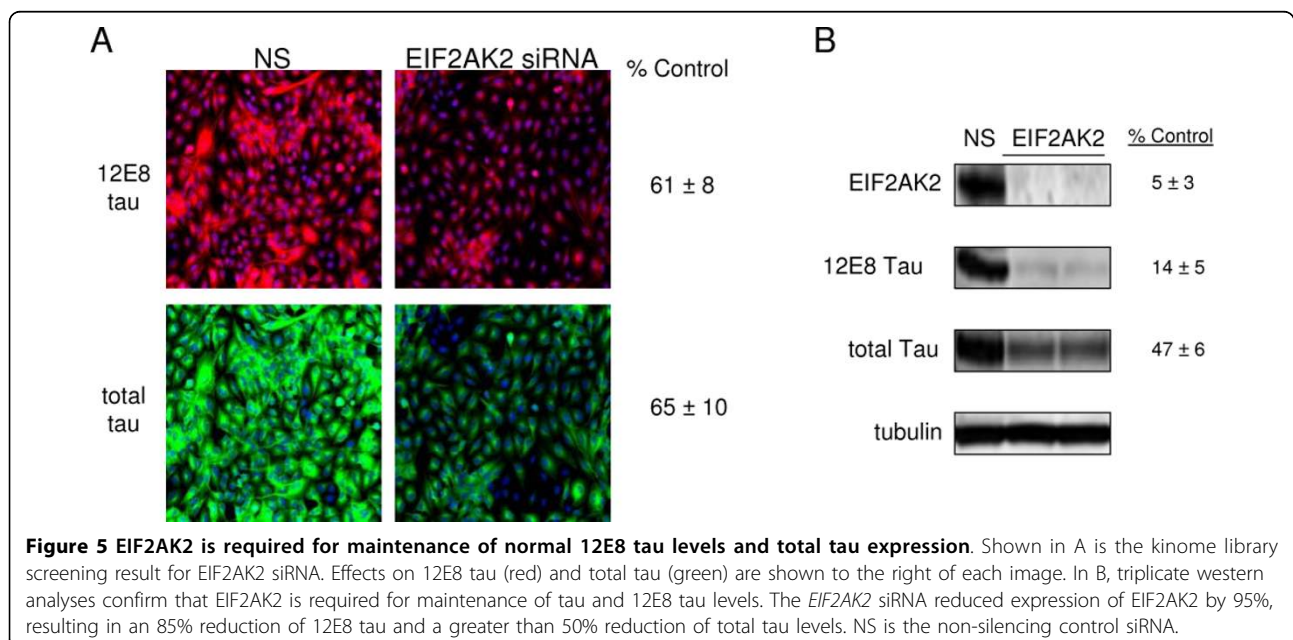 A
B
NS EIF2AK2 siRNA % Control
12E8
tau
61 ± 8
total
tau
65 ± 10
NS EIF2AK2 % Control
EIF2AK2 5 ± 3
12E8 Tau 14 ± 5
total Tau 47 ± 6
tubulin
Figure 5 EIF2AK2 is required for maintenance of normal 12E8 tau levels and total tau expression. Shown in A is the kinome library
screening result for EIF2AK2 siRNA. Effects on 12E8 tau (red) and total tau (green) are shown to the right of each image. In B, triplicate western
analyses confirm that EIF2AK2 is required for maintenance of tau and 12E8 tau levels. The EIF2AK2 siRNA reduced expression of EIF2AK2 by 95%,
resulting in an 85% reduction of 12E8 tau and a greater than 50% reduction of total tau levels. NS is the non-silencing control siRNA.